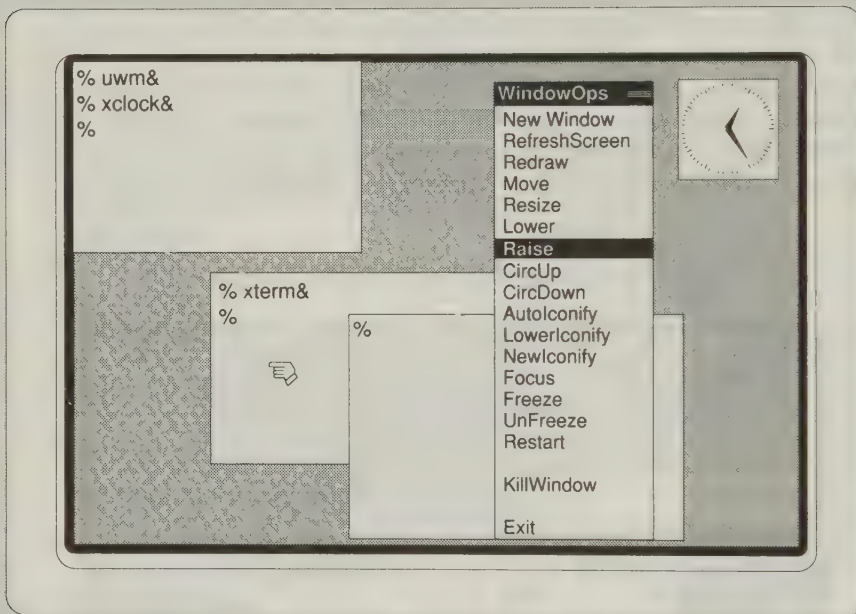 % uwm&
% xclock&
%
% xterm&
%
%
WindowOps
New Window
RefreshScreen
Redraw
Move
Resize
Lower
Raise
CircUp
CircDown
AutoIconify
LowerIconify
NewIconify
Focus
Freeze
UnFreeze
Restart
KillWindow
Exit